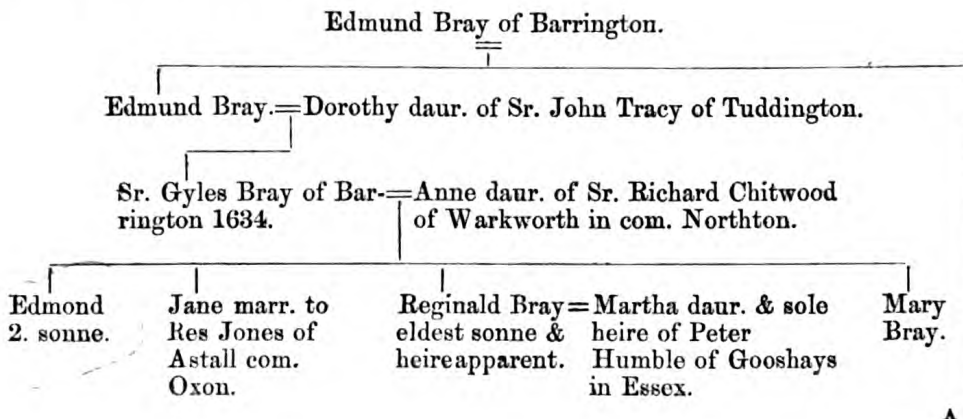 Edmund Bray of Barrington.
Edmund Bray.=Dorothy daur. of Sr. John Tracy of Tuddington.
Sr. Gyles Bray of Bar-=Anne daur. of Sr. Richard Chitwood
rington 1634.
of Warkworth in com. Northton.
Edmond
2. sonne.
Jane marr. to
Res Jones of
Astall com.
Oxon.
Reginald Bray=
eldest sonne &
heire apparent.
Martha daur. & sole
heire of Peter
Humble of Gooshays
in Essex.
Mary
Bray.
A